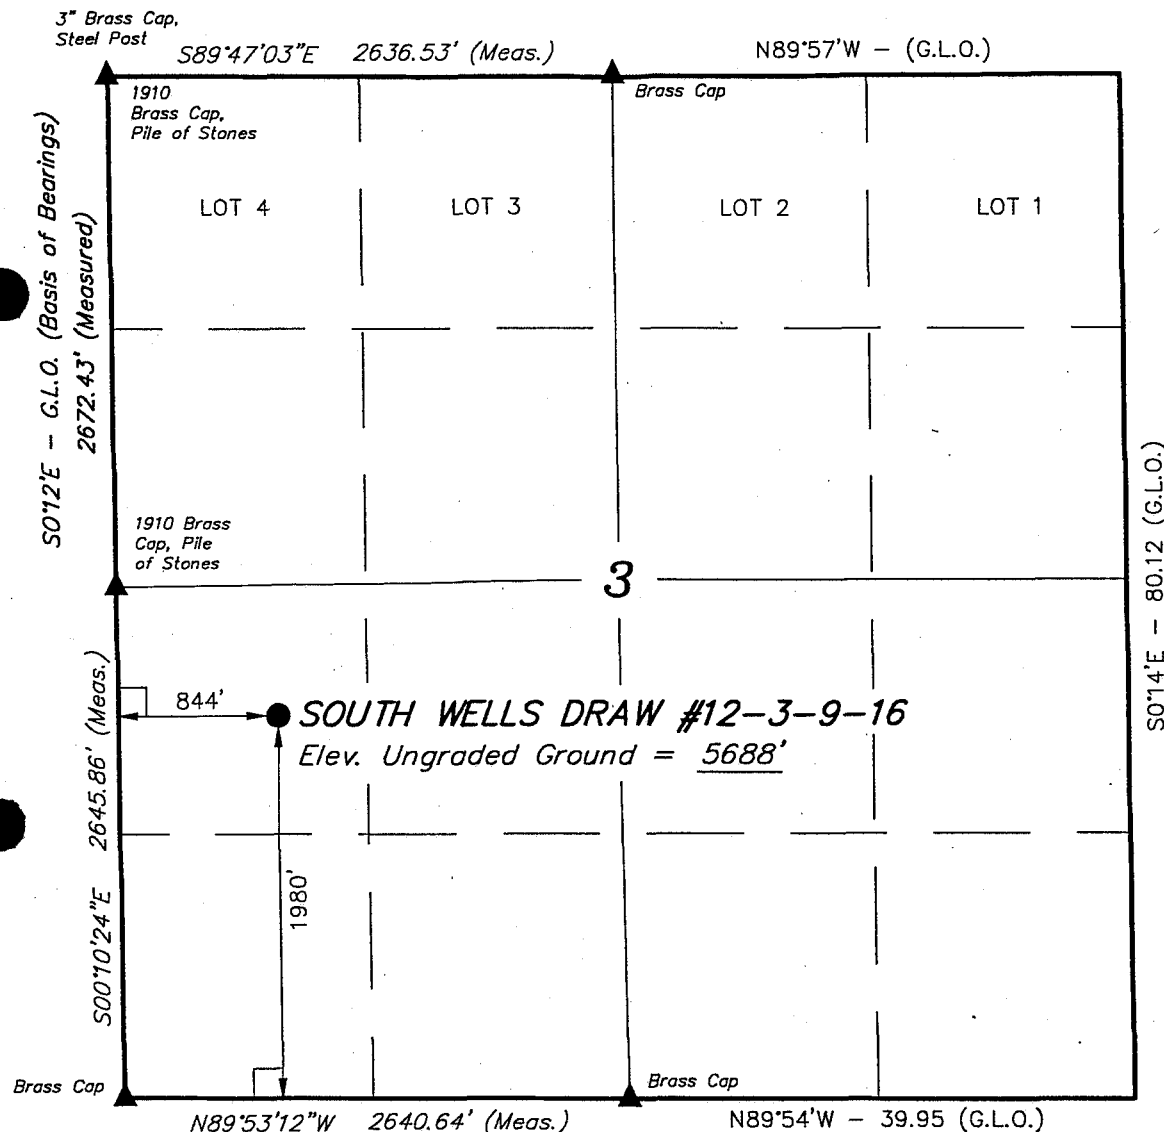 3" Brass Cap,
Steel Post
S89°47'03"E 2636.53' (Meas.)
N89°57'W – (G.L.O.)
1910
Brass Cap,
Pile of Stones
Brass Cap
LOT 4
LOT 3
LOT 2
LOT 1
S0°12'E – G.L.O. (Basis of Bearings)
2672.43' (Measured)
1910 Brass
Cap, Pile
of Stones
3
S0°14'E – 80.12 (G.L.O.)
844'
SOUTH WELLS DRAW #12-3-9-16
Elev. Ungraded Ground = 5688'
S00°10'24"E 2645.86' (Meas.)
1980'
Brass Cap
Brass Cap
N89°53'12"W 2640.64' (Meas.)
N89°54'W – 39.95 (G.L.O.)